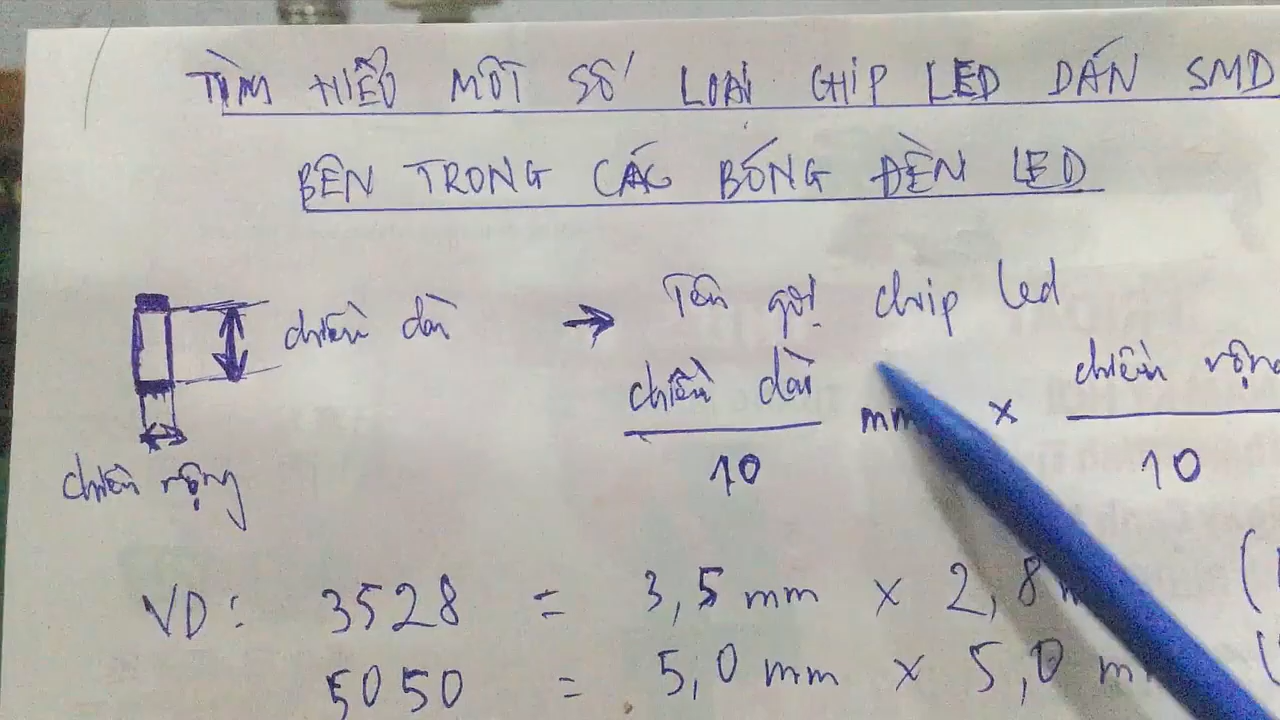 TÌM HIỂU MỘT SỐ LOẠI CHIP LED DÁN SMD
BÊN TRONG CÁC BÓNG ĐÈN LED
chiều dài → Tên gọi chip led
chiều dài / 10 mm x chiều rộng / 10
chiều rộng
VD: 3528 = 3,5 mm x 2,8 m
5050 = 5,0 mm x 5,0 m